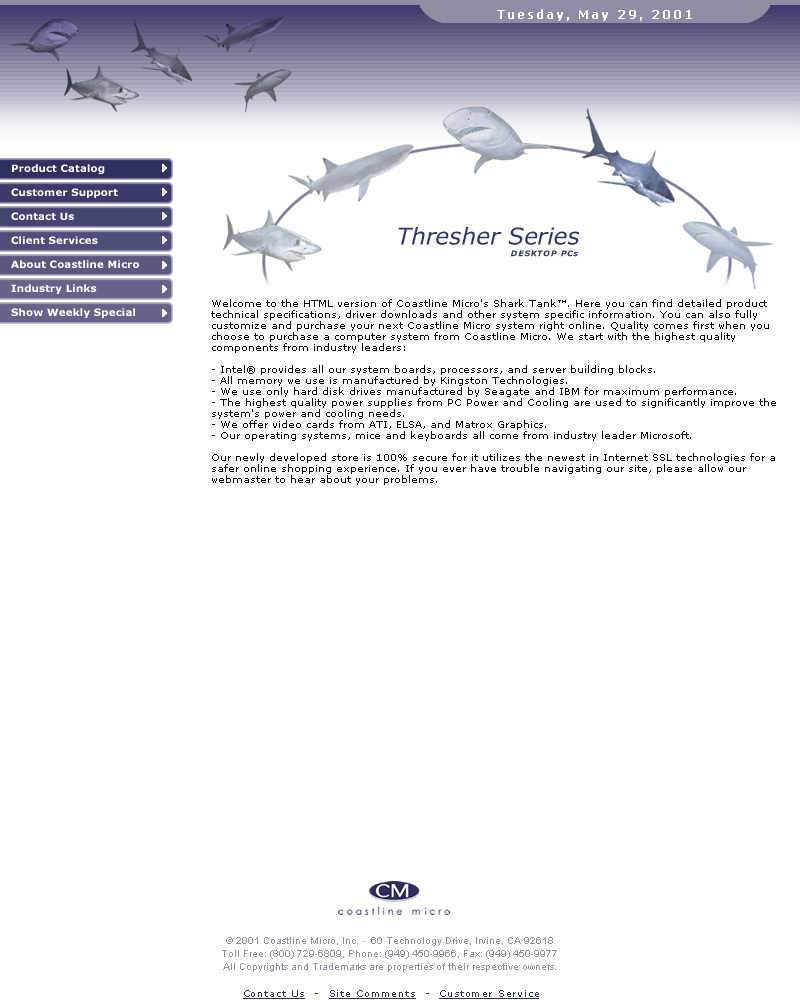 Tuesday, May 29, 2001
Product Catalog
Customer Support
Contact Us
Client Services
About Coastline Micro
Industry Links
Show Weekly Special
Thresher Series
DESKTOP PCs
Welcome to the HTML version of Coastline Micro's Shark Tank™. Here you can find detailed product
technical specifications, driver downloads and other system specific information. You can also fully
customize and purchase your next Coastline Micro system right online. Quality comes first when you
choose to purchase a computer system from Coastline Micro. We start with the highest quality
components from industry leaders:
- Intel® provides all our system boards, processors, and server building blocks.
- All memory we use is manufactured by Kingston Technologies.
- We use only hard disk drives manufactured by Seagate and IBM for maximum performance.
- The highest quality power supplies from PC Power and Cooling are used to significantly improve the
system's power and cooling needs.
- We offer video cards from ATI, ELSA, and Matrox Graphics.
- Our operating systems, mice and keyboards all come from industry leader Microsoft.
Our newly developed store is 100% secure for it utilizes the newest in Internet SSL technologies for a
safer online shopping experience. If you ever have trouble navigating our site, please allow our
webmaster to hear about your problems.
CM
coastline micro
© 2001 Coastline Micro, Inc. - 60 Technology Drive, Irvine, CA 92618
Toll Free: (800) 729-6809, Phone: (949) 450-9966, Fax: (949) 450-9977
All Copyrights and Trademarks are properties of their respective owners.
Contact Us - Site Comments - Customer Service